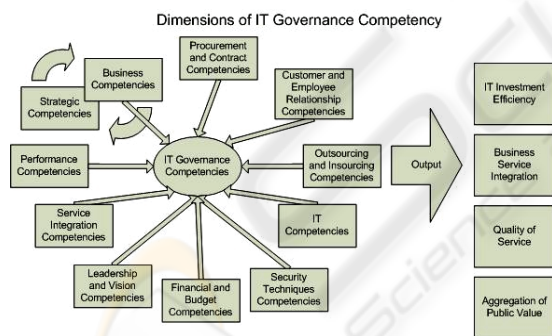 Dimensions of IT Governance Competency
Procurement
and Contract
Competencies
Business
Competencies
Customer and
Employee
Relationship
Competencies
Strategic
Competencies
IT Investment
Efficiency
Performance
Competencies
IT Governance
Competencies
Outsourcing
and Insourcing
Competencies
Output
Business
Service
Integration
Service
Integration
Competencies
IT
Competencies
Quality of
Service
Leadership
and Vision
Competencies
Financial and
Budget
Competencies
Security
Techniques
Competencies
Aggregation of
Public Value